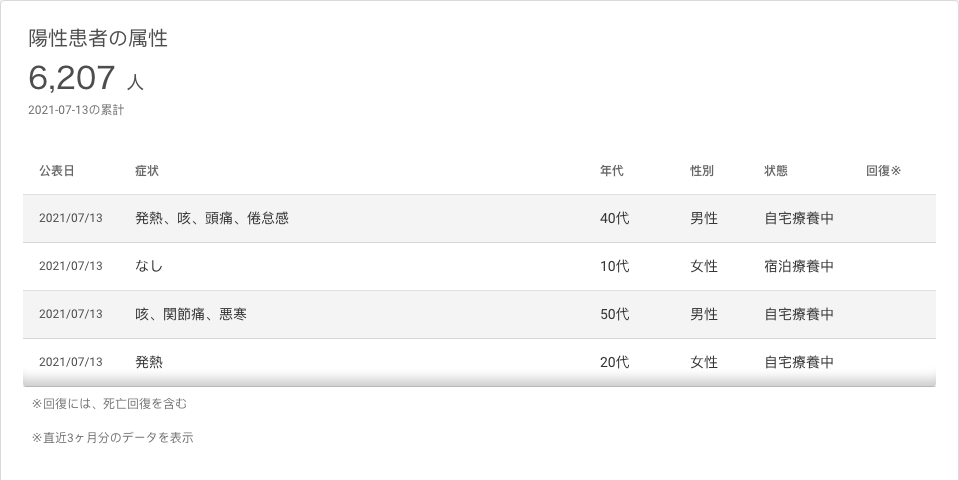 陽性患者の属性
6,207 人
2021-07-13の累計
公表日 症状 年代 性別 状態 回復※
2021/07/13 発熱、咳、頭痛、倦怠感 40代 男性 自宅療養中
2021/07/13 なし 10代 女性 宿泊療養中
2021/07/13 咳、関節痛、悪寒 50代 男性 自宅療養中
2021/07/13 発熱 20代 女性 自宅療養中
※回復には、死亡回復を含む
※直近3ヶ月分のデータを表示